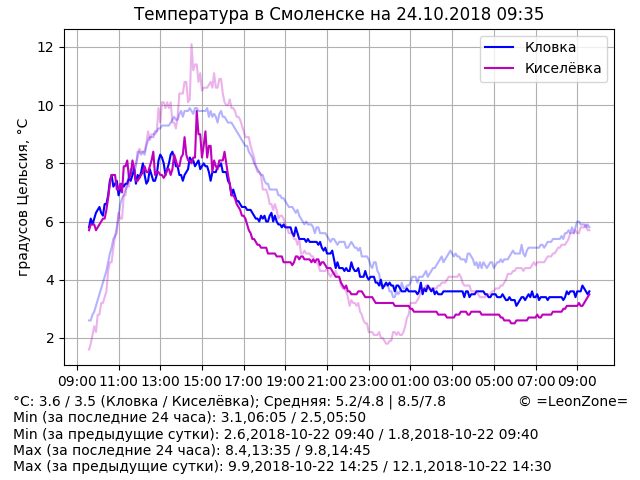 Температура в Смоленске на 24.10.2018 09:35
Кловка
Киселёвка
градусов Цельсия, °C
12
10
8
6
4
2
09:00 11:00 13:00 15:00 17:00 19:00 21:00 23:00 01:00 03:00 05:00 07:00 09:00
°C: 3.6 / 3.5 (Кловка / Киселёвка); Средняя: 5.2/4.8 | 8.5/7.8 © =LeonZone=
Min (за последние 24 часа): 3.1,06:05 / 2.5,05:50
Min (за предыдущие сутки): 2.6,2018-10-22 09:40 / 1.8,2018-10-22 09:40
Max (за последние 24 часа): 8.4,13:35 / 9.8,14:45
Max (за предыдущие сутки): 9.9,2018-10-22 14:25 / 12.1,2018-10-22 14:30